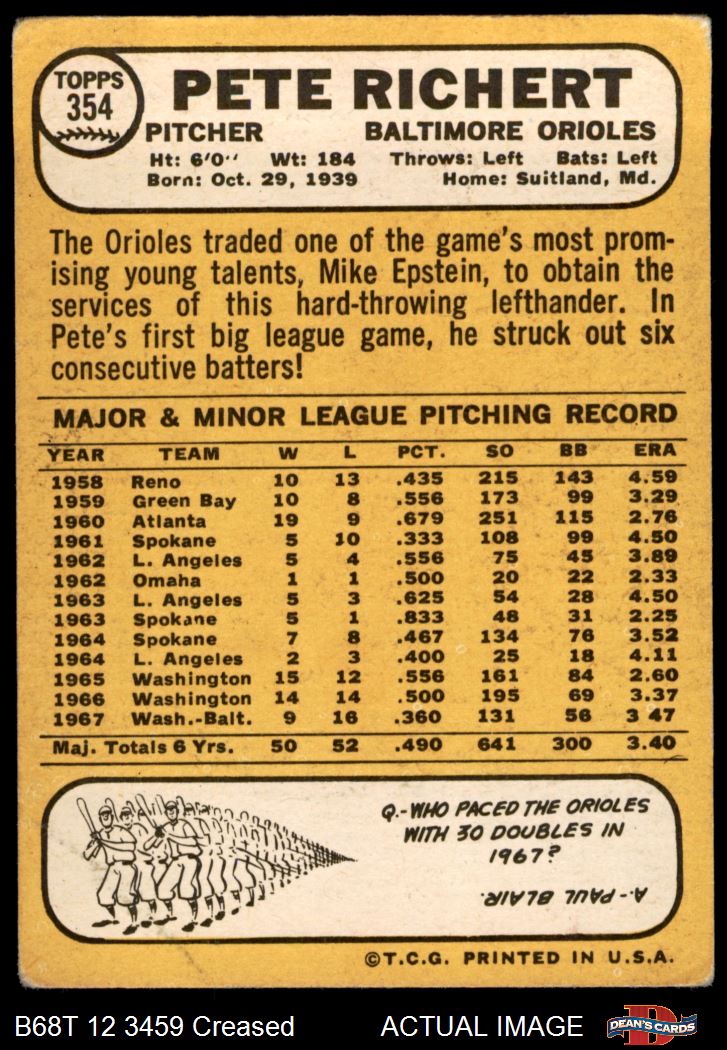 TOPPS
354
PETE RICHERT
PITCHER BALTIMORE ORIOLES
Ht: 6'0" Wt: 184 Throws: Left Bats: Left
Born: Oct. 29, 1939 Home: Suitland, Md.
The Orioles traded one of the game's most prom-
ising young talents, Mike Epstein, to obtain the
services of this hard-throwing lefthander. In
Pete's first big league game, he struck out six
consecutive batters!
MAJOR & MINOR LEAGUE PITCHING RECORD
YEAR TEAM W L PCT. SO BB ERA
1958 Reno 10 13 .435 215 143 4.59
1959 Green Bay 10 8 .556 173 99 3.29
1960 Atlanta 19 9 .679 251 115 2.76
1961 Spokane 5 10 .333 108 99 4.50
1962 L. Angeles 5 4 .556 75 45 3.89
1962 Omaha 1 1 .500 20 22 2.33
1963 L. Angeles 5 3 .625 54 28 4.50
1963 Spokane 5 1 .833 48 31 2.25
1964 Spokane 7 8 .467 134 76 3.52
1964 L. Angeles 2 3 .400 25 18 4.11
1965 Washington 15 12 .556 161 84 2.60
1966 Washington 14 14 .500 195 69 3.37
1967 Wash.-Balt. 9 16 .360 131 56 3 47
Maj. Totals 6 Yrs. 50 52 .490 641 300 3.40
Q.-WHO PACED THE ORIOLES
WITH 30 DOUBLES IN
1967?
A.-PAUL BLAIR.
©T.C.G. PRINTED IN U.S.A.
B68T 12 3459 Creased ACTUAL IMAGE
D
DEAN'S CARDS